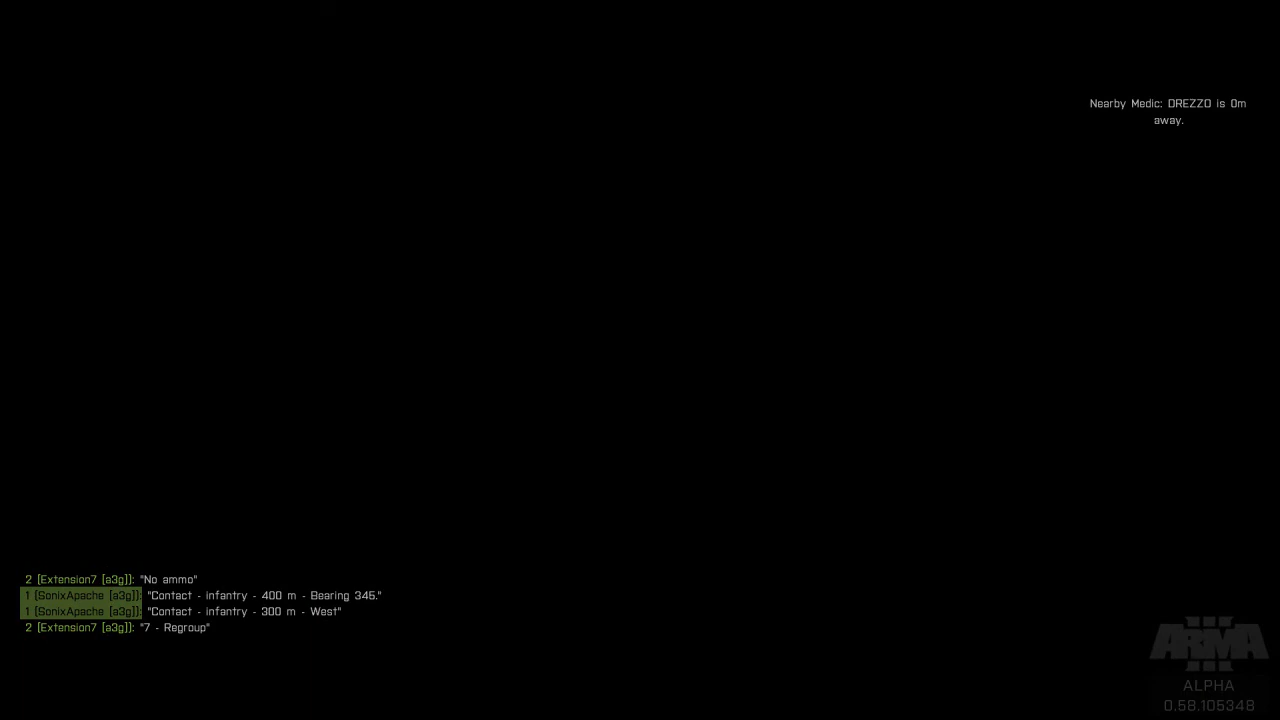 Nearby Medic: DREZZO is 0m
away.
2 (Extension7 [a3g]): "No ammo"
1 (SonixApache [a3g]): "Contact - infantry - 400 m - Bearing 345."
1 (SonixApache [a3g]): "Contact - infantry - 300 m - West"
2 (Extension7 [a3g]): "7 - Regroup"
ARMA
III
ALPHA
0.58.105348